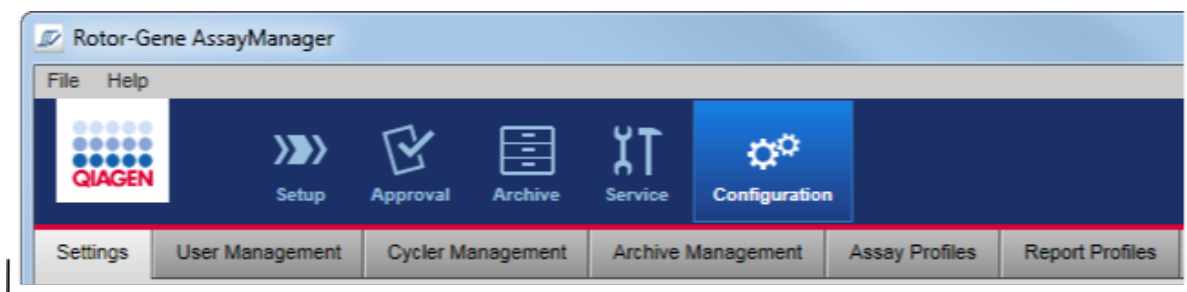 Rotor-Gene AssayManager
File Help
QIAGEN
Setup Approval Archive Service Configuration
Settings User Management Cycler Management Archive Management Assay Profiles Report Profiles